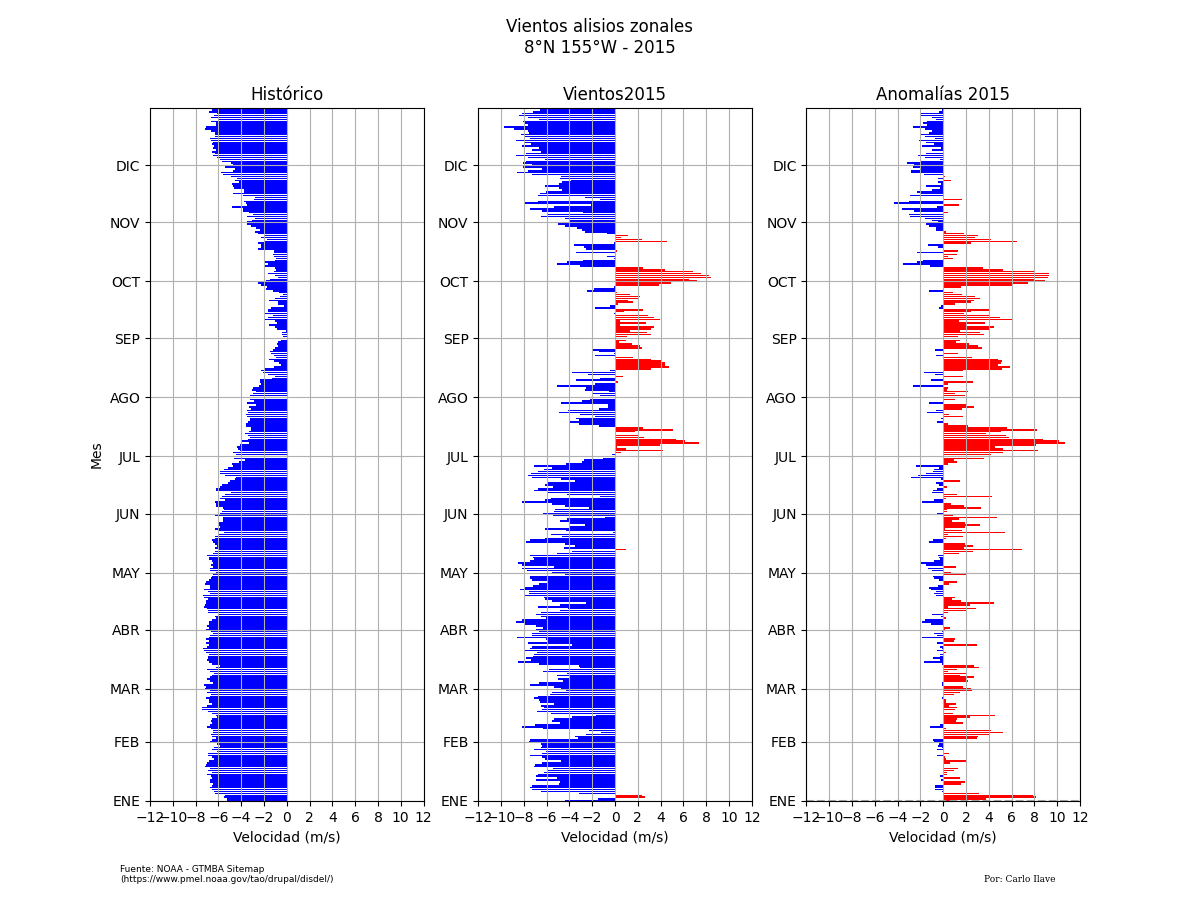 Vientos alisios zonales
8°N 155°W - 2015
Histórico
Vientos2015
Anomalías 2015
DIC
NOV
OCT
SEP
AGO
JUL
JUN
MAY
ABR
MAR
FEB
ENE
Mes
−12 −10 −8 −6 −4 −2 0 2 4 6 8 10 12
Velocidad (m/s)
DIC
NOV
OCT
SEP
AGO
JUL
JUN
MAY
ABR
MAR
FEB
ENE
−12 −10 −8 −6 −4 −2 0 2 4 6 8 10 12
Velocidad (m/s)
DIC
NOV
OCT
SEP
AGO
JUL
JUN
MAY
ABR
MAR
FEB
ENE
−12 −10 −8 −6 −4 −2 0 2 4 6 8 10 12
Velocidad (m/s)
Fuente: NOAA - GTMBA Sitemap
(https://www.pmel.noaa.gov/tao/drupal/disdel/)
Por: Carlo Ilave